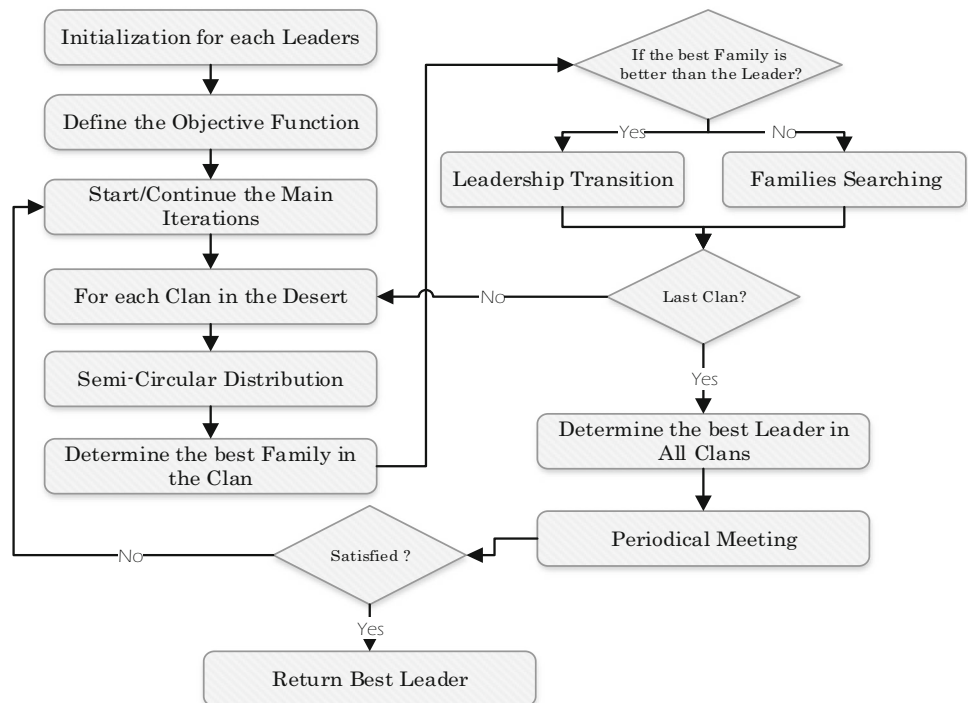 Initialization for each Leaders
Define the Objective Function
Start/Continue the Main
Iterations
For each Clan in the Desert
Semi-Circular Distribution
Determine the best Family in
the Clan
If the best Family is
better than the Leader?
Yes
No
Leadership Transition
Families Searching
Last Clan?
No
Yes
Determine the best Leader in
All Clans
Periodical Meeting
Satisfied ?
No
Yes
Return Best Leader